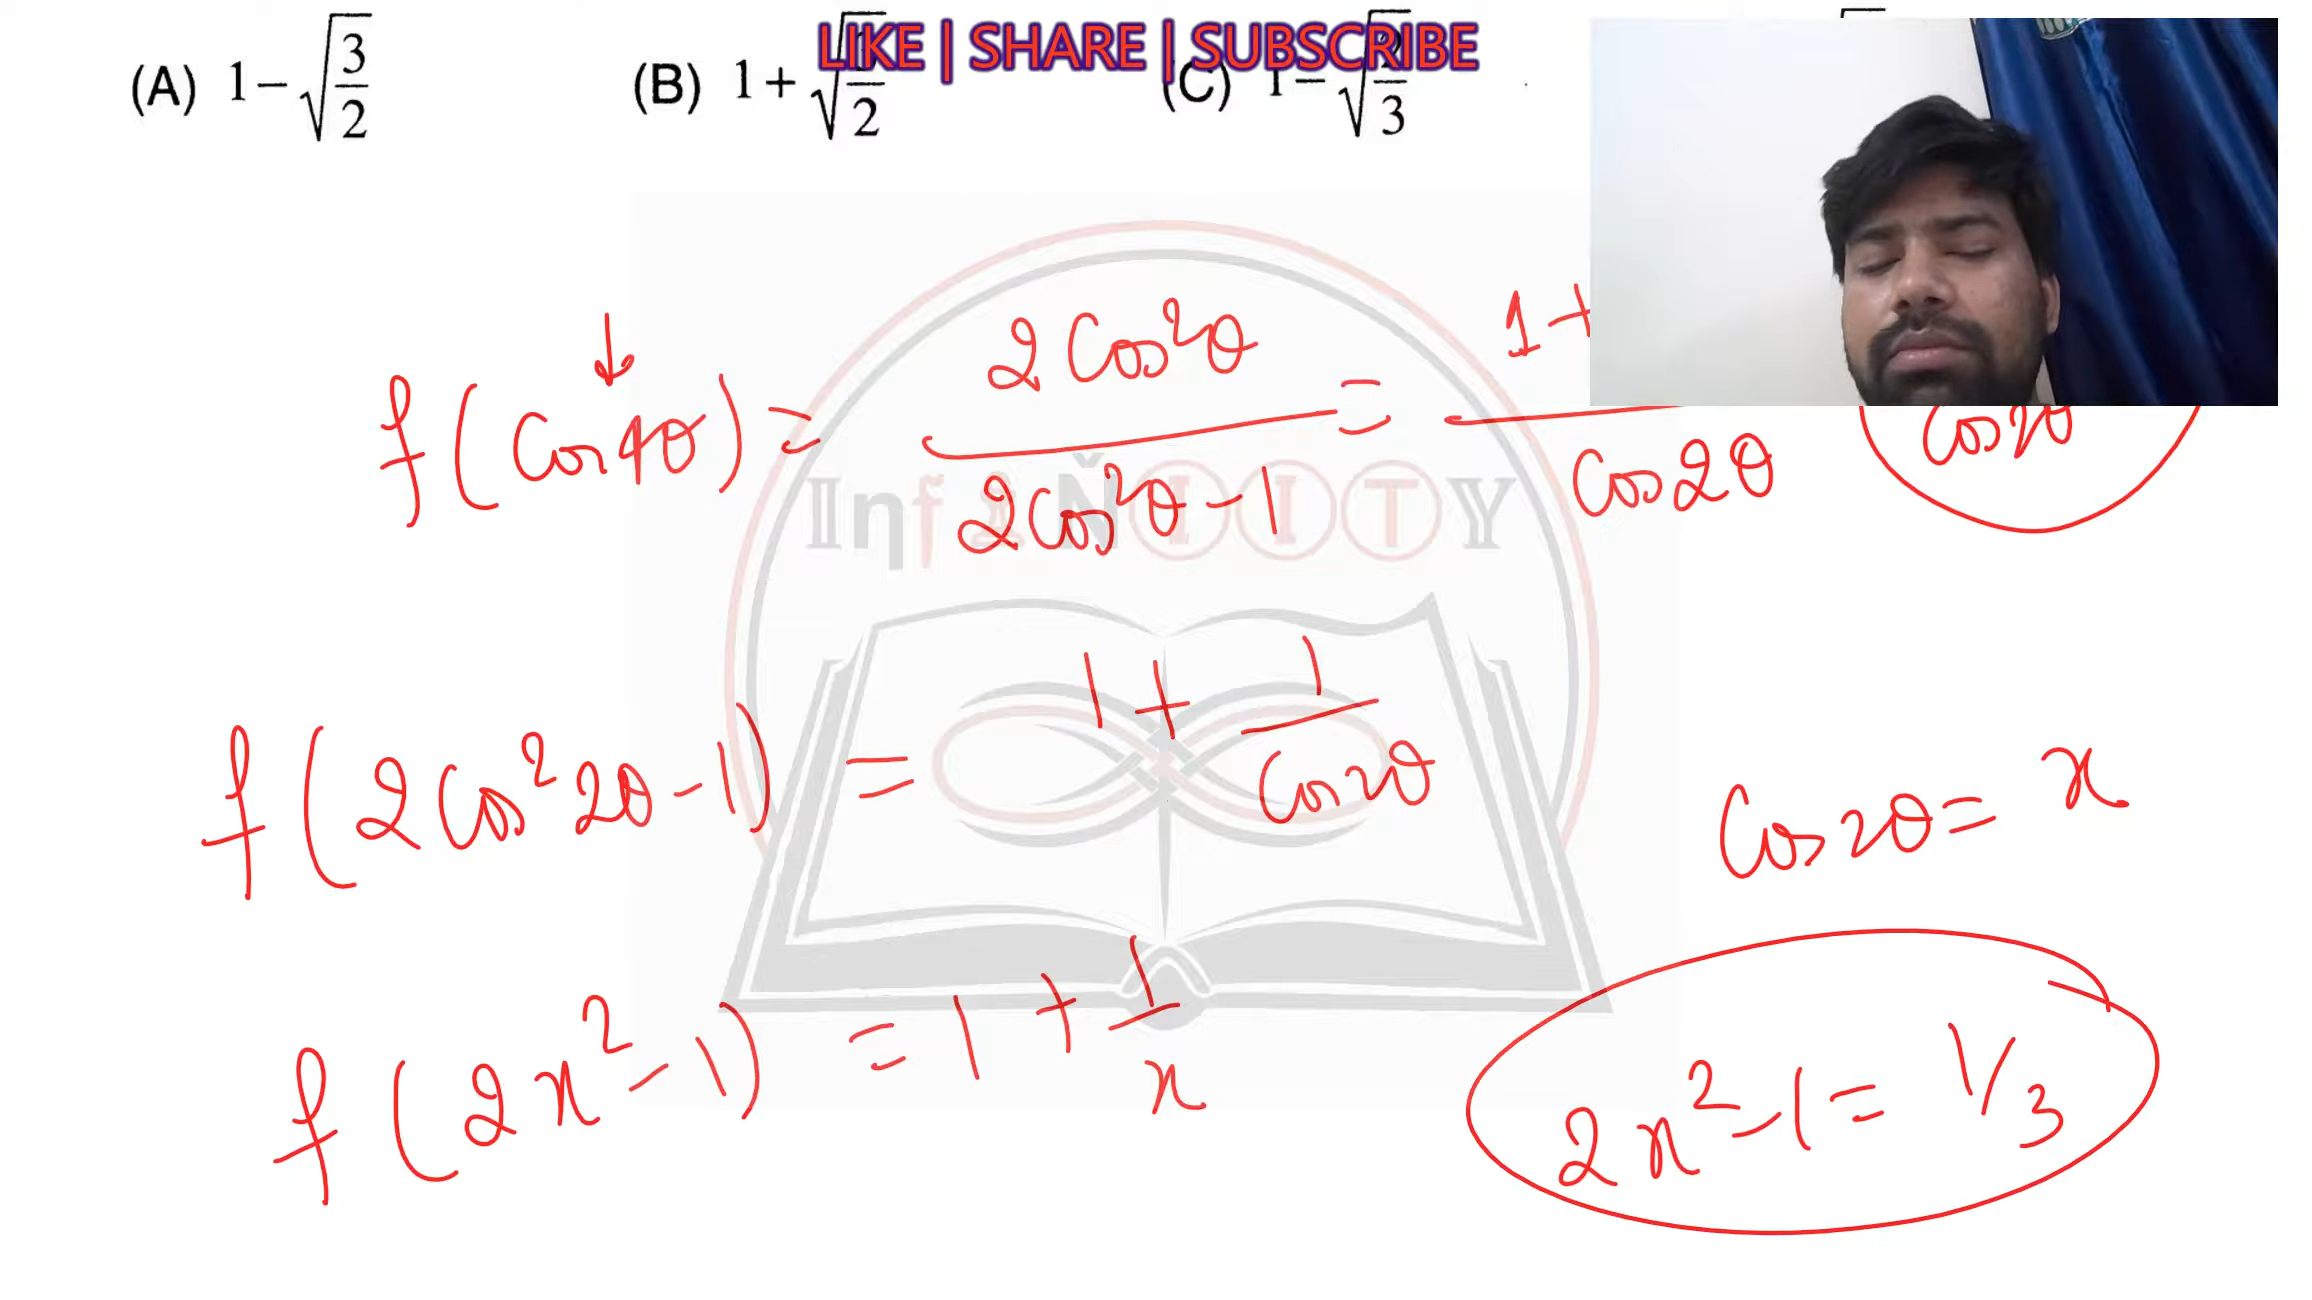 LIKE | SHARE | SUBSCRIBE
(A) 1-√(3/2) (B) 1+√( /2) (C) 1-√( /3)
f(cos4θ) = 2cos²θ / (2cos²θ-1) = 1+ / cos2θ cos2θ
InfiŇIITY
f(2cos²2θ-1) = 1+ 1/cos2θ cos2θ = x
f(2x²-1) = 1+ 1/x 2x²-1 = 1/3